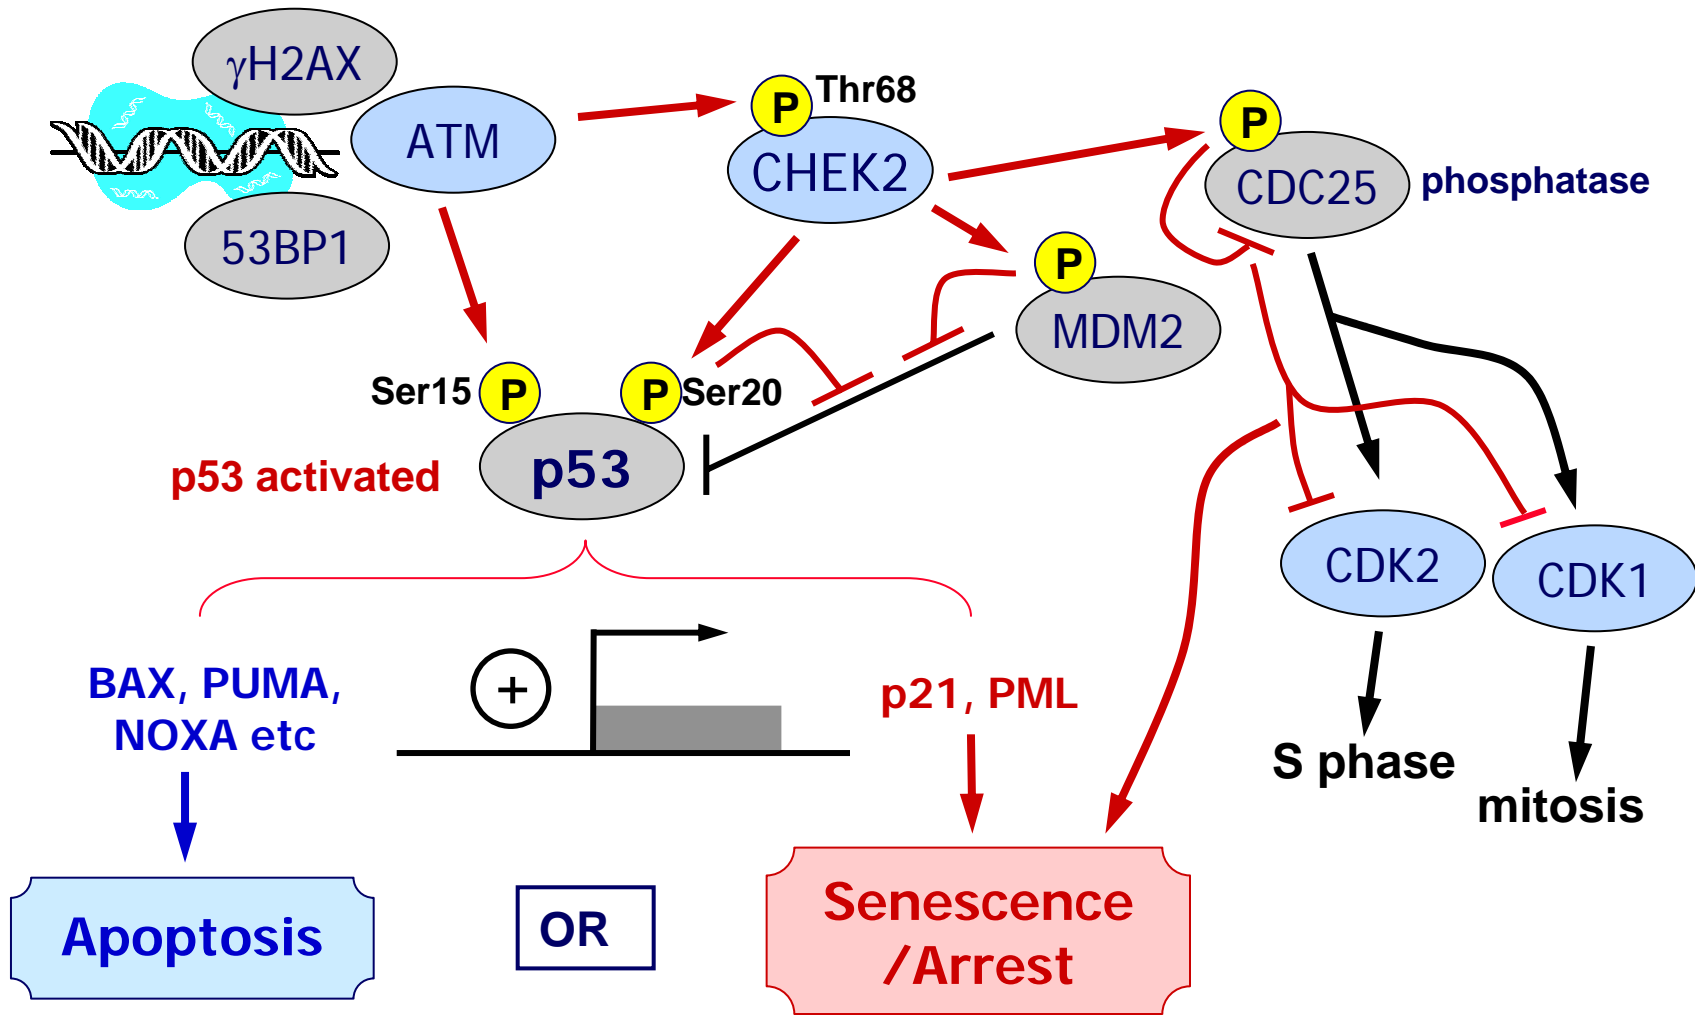 γH2AX
ATM
53BP1
P Thr68
CHEK2
P
CDC25
phosphatase
P
MDM2
Ser15 P
P Ser20
p53
p53 activated
CDK2
CDK1
BAX, PUMA,
NOXA etc
+
p21, PML
S phase
mitosis
Apoptosis
OR
Senescence
/Arrest